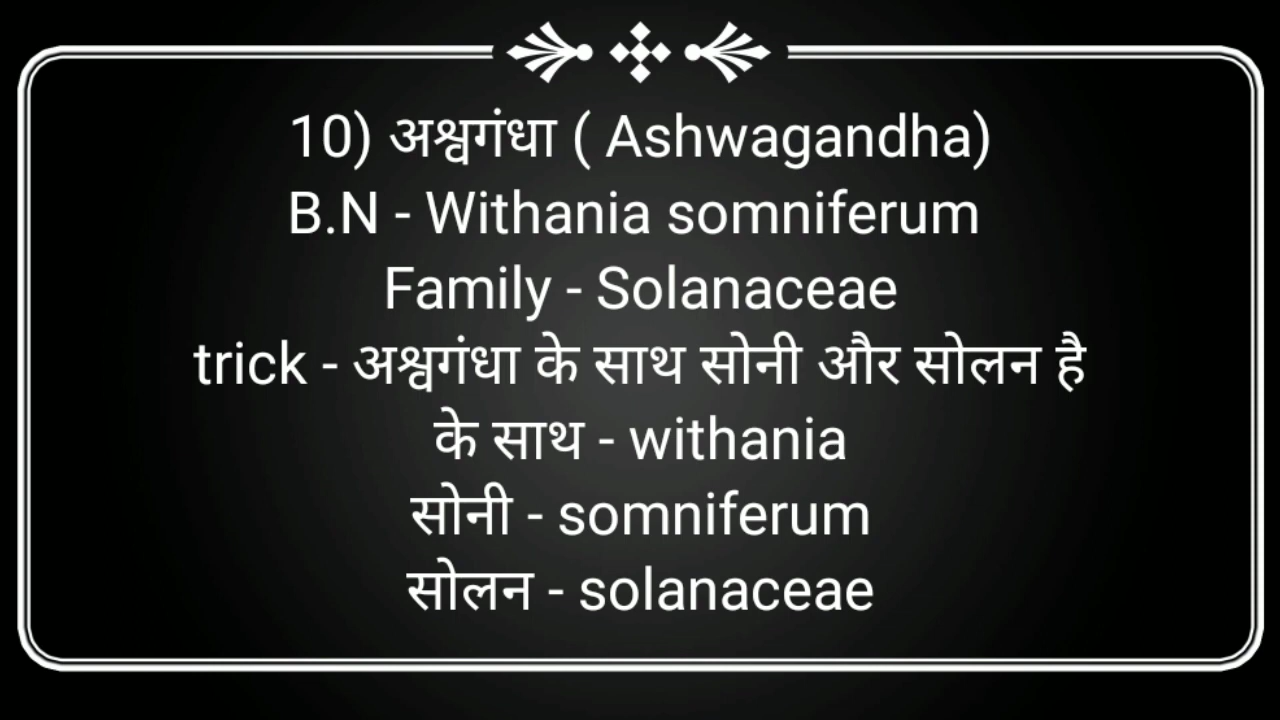 10) अश्वगंधा ( Ashwagandha)
B.N - Withania somniferum
Family - Solanaceae
trick - अश्वगंधा के साथ सोनी और सोलन है
के साथ - withania
सोनी - somniferum
सोलन - solanaceae